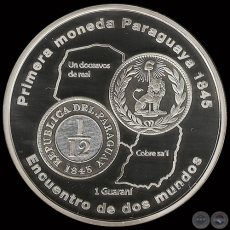 Primera moneda Paraguaya 1845
Un doceavos
de real
REPUBLICA DEL PARAGUAY
1/12
1845
Cobre sa'i
1 Guaraní
Encuentro de dos mundos